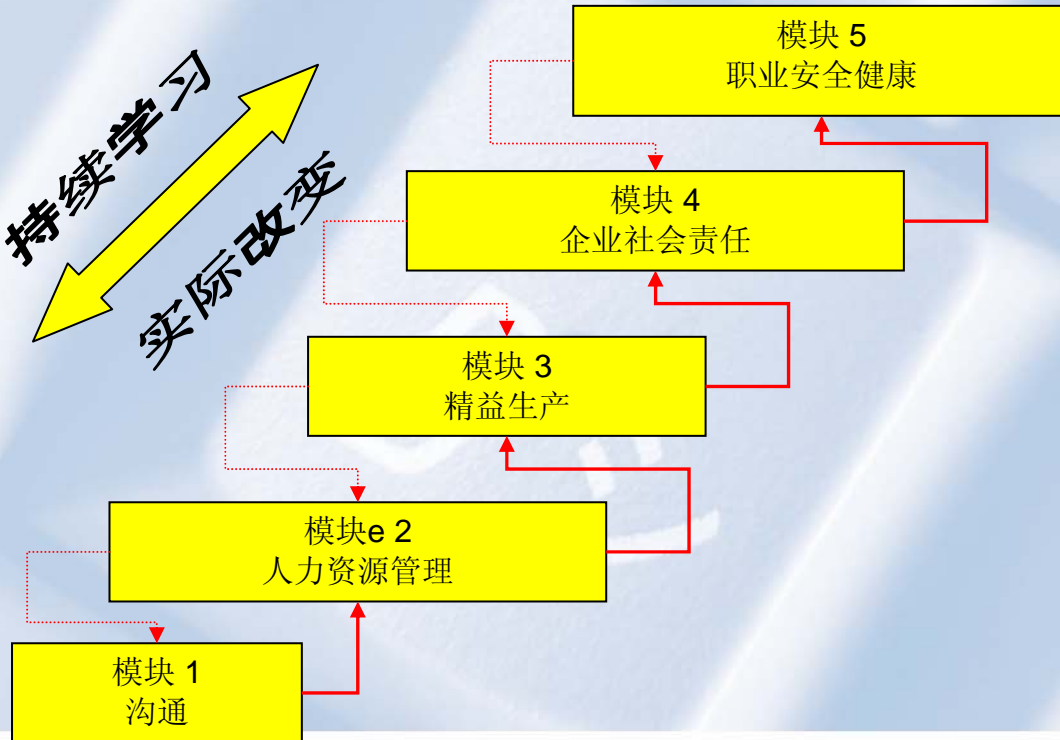 模块 5
职业安全健康
持续学习
实际改变
模块 4
企业社会责任
模块 3
精益生产
模块e 2
人力资源管理
模块 1
沟通